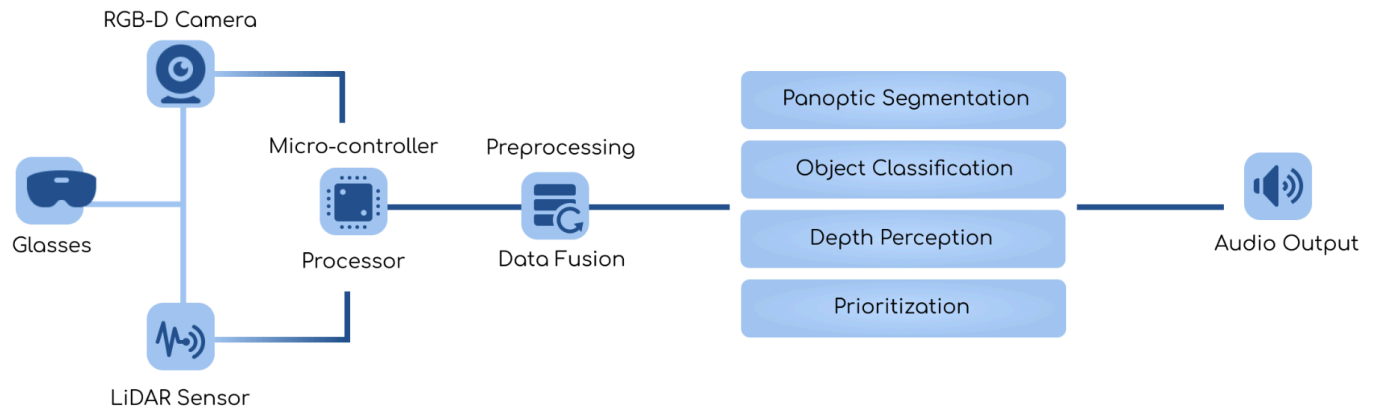 RGB-D Camera
Glasses
LiDAR Sensor
Micro-controller
Processor
Preprocessing
Data Fusion
Panoptic Segmentation
Object Classification
Depth Perception
Prioritization
Audio Output